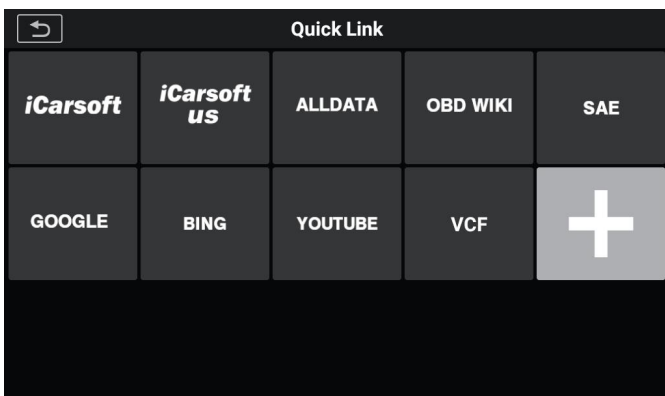 Quick Link
iCarsoft
iCarsoft
us
ALLDATA
OBD WIKI
SAE
GOOGLE
BING
YOUTUBE
VCF